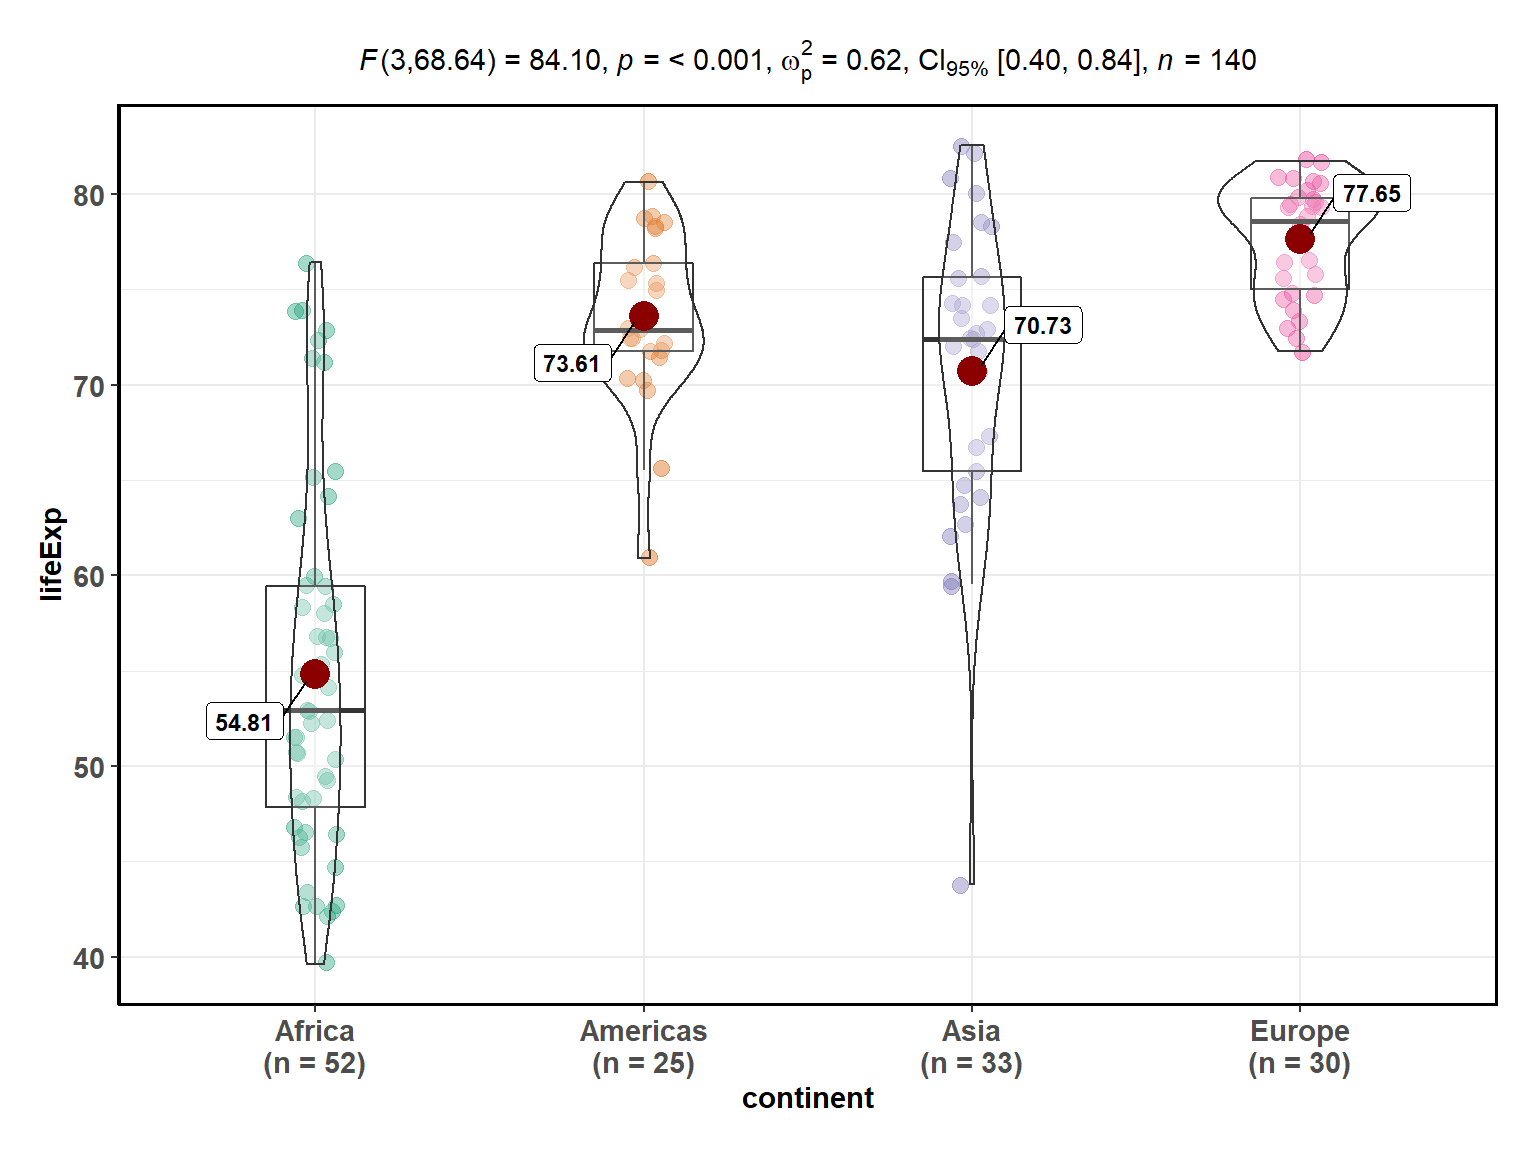 F(3,68.64) = 84.10, p = < 0.001, ω²ₚ = 0.62, CI₉₅% [0.40, 0.84], n = 140
lifeExp
80
70
60
50
40
54.81
73.61
70.73
77.65
Africa
(n = 52)
Americas
(n = 25)
Asia
(n = 33)
Europe
(n = 30)
continent